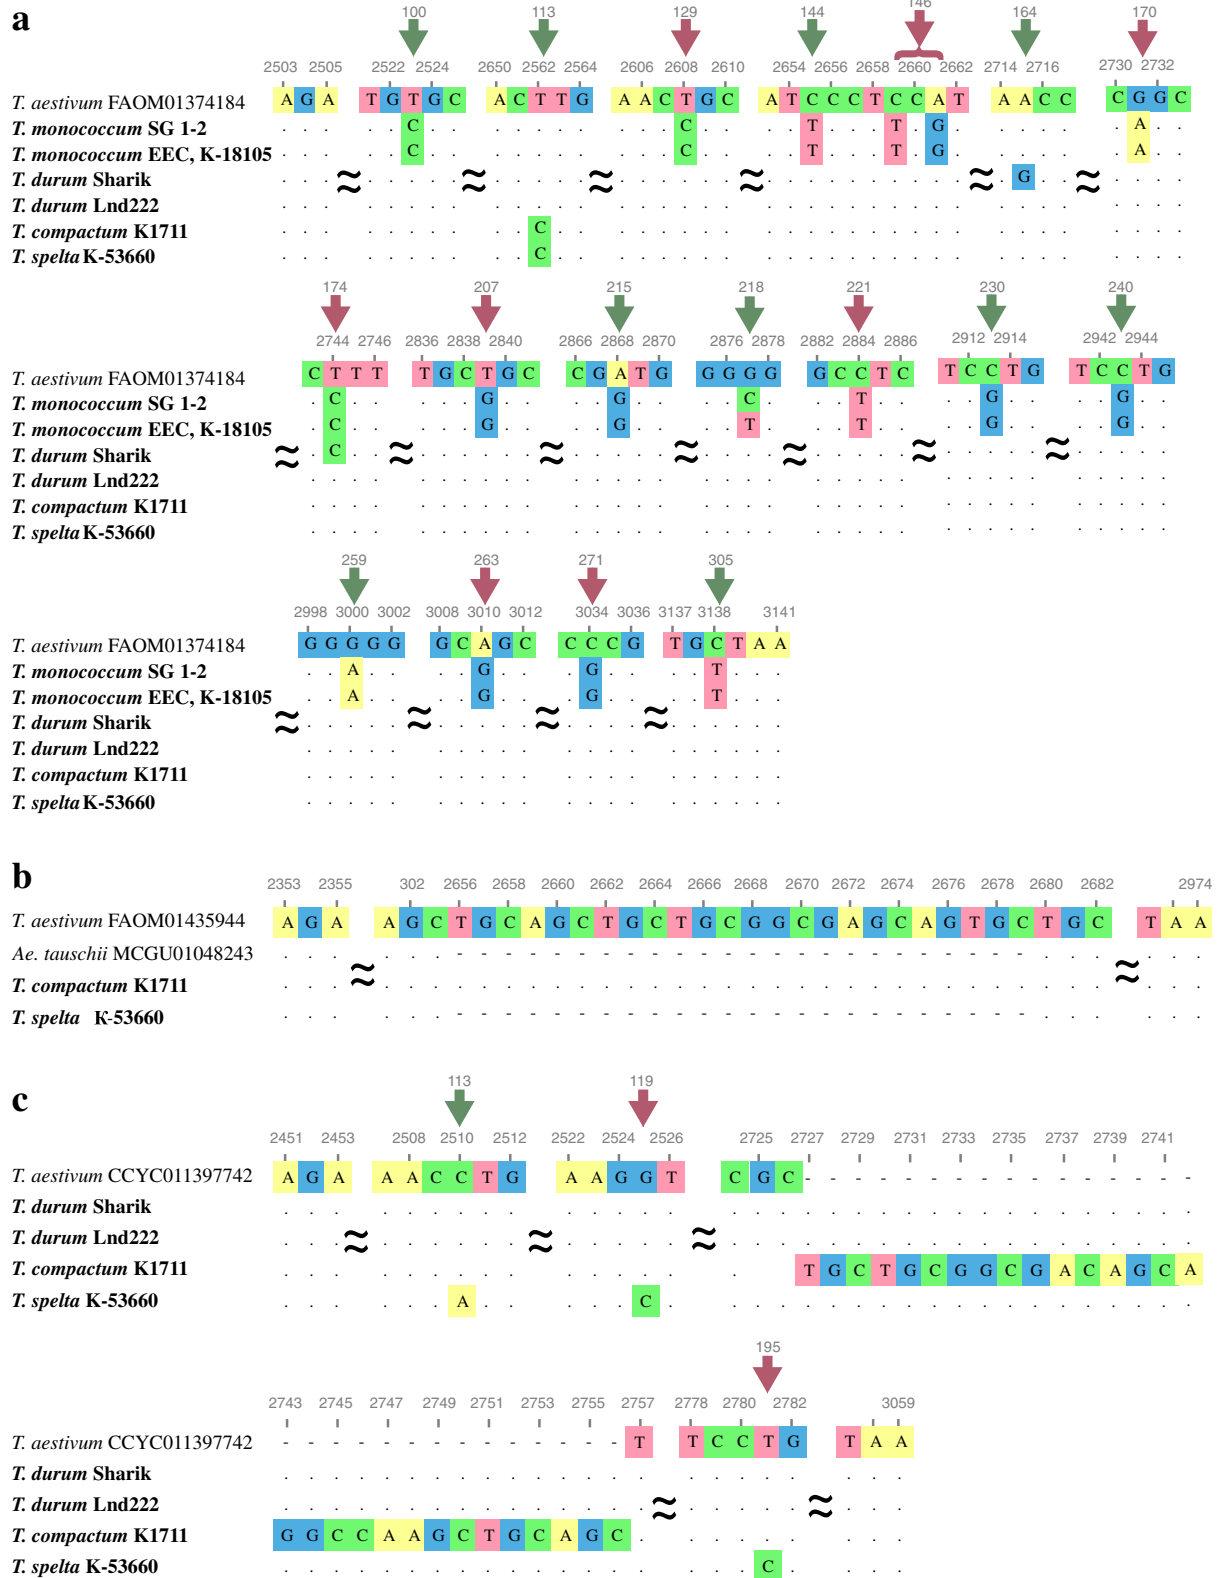 a
100 113 129 144 146 164 170
2503 2505 2522 2524 2650 2562 2564 2606 2608 2610 2654 2656 2658 2660 2662 2714 2716 2730 2732
T. aestivum FAOM01374184 A G A T G T G C A C T T G A A C T G C A T C C C T C C A T A A C C C G G C
T. monococcum SG 1-2 . . . . . C . . . . . . . . . . C . . . . T . . . T . G . . . . . . A . .
T. monococcum EEC, K-18105 . . . . . C . . . . . . . . . . C . . . . T . . . T . G . . . . . . A . .
T. durum Sharik . . . ≈ . . . . . ≈ . . . . . ≈ . . . . . . ≈ . . . . . . . . . . ≈ . G . . ≈ . . . .
T. durum Lnd222 . . . . . . . . . . . . . . . . . . . . . . . . . . . . . . . . . . . . .
T. compactum K1711 . . . . . . . . . . C . . . . . . . . . . . . . . . . . . . . . . . . . .
T. spelta K-53660 . . . . . . . . . . C . . . . . . . . . . . . . . . . . . . . . . . . . .
174 207 215 218 221 230 240
2744 2746 2836 2838 2840 2866 2868 2870 2876 2878 2882 2884 2886 2912 2914 2942 2944
T. aestivum FAOM01374184 C T T T T G C T G C C G A T G G G G G G C C T C T C C T G T C C T G
T. monococcum SG 1-2 . C . . . . . G . . . . G . . . . C . . . T . . . . G . . . . G . .
T. monococcum EEC, K-18105 . C . . . . . G . . . . G . . . . T . . . T . . . . G . . . . G . .
T. durum Sharik ≈ . C . . ≈ . . . . . . ≈ . . . . . ≈ . . . . ≈ . . . . . ≈ . . . . . ≈ . . . . .
T. durum Lnd222 . . . . . . . . . . . . . . . . . . . . . . . . . . . . . . . . . .
T. compactum K1711 . . . . . . . . . . . . . . . . . . . . . . . . . . . . . . . . . .
T. spelta K-53660 . . . . . . . . . . . . . . . . . . . . . . . . . . . . . . . . . .
259 263 271 305
2998 3000 3002 3008 3010 3012 3034 3036 3137 3138 3141
T. aestivum FAOM01374184 G G G G G G C A G C C C C G T G C T A A
T. monococcum SG 1-2 . . A . . . . G . . . G . . . . T . . .
T. monococcum EEC, K-18105 . . A . . . . G . . . G . . . . T . . .
T. durum Sharik ≈ . . . . . ≈ . . . . . ≈ . . . . ≈ . . . . . .
T. durum Lnd222 . . . . . . . . . . . . . . . . . . . .
T. compactum K1711 . . . . . . . . . . . . . . . . . . . .
T. spelta K-53660 . . . . . . . . . . . . . . . . . . . .
b
2353 2355 302 2656 2658 2660 2662 2664 2666 2668 2670 2672 2674 2676 2678 2680 2682 2974
T. aestivum FAOM01435944 A G A A G C T G C A G C T G C T G C G G C G A G C A G T G C T G C T A A
Ae. tauschii MCGU01048243 . . . . . . - - - - - - - - - - - - - - - - - - - - - - - - . . . . . .
T. compactum K1711 . . . ≈ . . . . . . . . . . . . . . . . . . . . . . . . . . . . . . ≈ . . .
T. spelta K-53660 . . . . . . - - - - - - - - - - - - - - - - - - - - - - - - . . . . . .
c
113 119
2451 2453 2508 2510 2512 2522 2524 2526 2725 2727 2729 2731 2733 2735 2737 2739 2741
T. aestivum CCYC011397742 A G A A A C C T G A A G G T C G C - - - - - - - - - - - - - - - -
T. durum Sharik . . . . . . . . . . . . . . . . . . . . . . . . . . . . . . . . .
T. durum Lnd222 . . . ≈ . . . . . . ≈ . . . . . ≈ . . . . . . . . . . . . . . . . . . .
T. compactum K1711 . . . . . . . . . . . . . . . . T G C T G C G G C G A C A G C A
T. spelta K-53660 . . . . . . A . . . . . C . . . . . . . . . . . . . . . . . . . .
195
2743 2745 2747 2749 2751 2753 2755 2757 2778 2780 2782 3059
T. aestivum CCYC011397742 - - - - - - - - - - - - - - T T C C T G T A A
T. durum Sharik . . . . . . . . . . . . . . . . . . . . . . .
T. durum Lnd222 . . . . . . . . . . . . . . . ≈ . . . . . ≈ . . .
T. compactum K1711 G G C C A A G C T G C A G C . . . . . . . . .
T. spelta K-53660 . . . . . . . . . . . . . . . . . . C . . . .